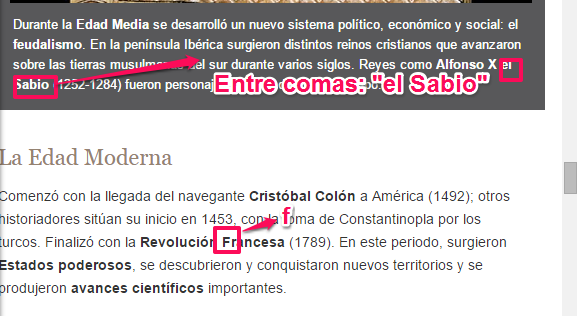 Durante la Edad Media se desarrolló un nuevo sistema político, económico y social: el
feudalismo. En la península Ibérica surgieron distintos reinos cristianos que avanzaron
sobre las tierras musulmanas del sur durante varios siglos. Reyes como Alfonso X el
Sabio (1252-1284) fueron personaj
Entre comas: "el Sabio"
La Edad Moderna
Comenzó con la llegada del navegante Cristóbal Colón a América (1492); otros
historiadores sitúan su inicio en 1453, con la toma de Constantinopla por los
f
turcos. Finalizó con la Revolución Francesa (1789). En este periodo, surgieron
Estados poderosos, se descubrieron y conquistaron nuevos territorios y se
produjeron avances científicos importantes.